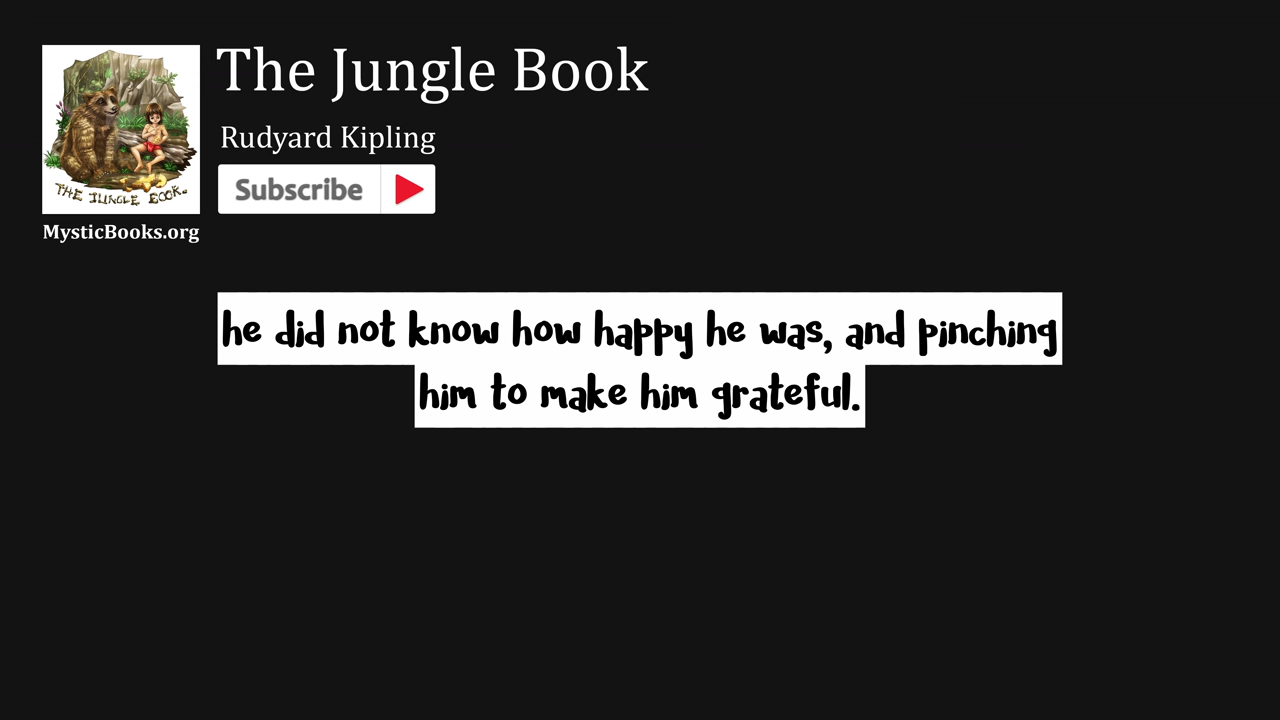 The Jungle Book
Rudyard Kipling
Subscribe
THE JUNGLE BOOK.
MysticBooks.org
he did not know how happy he was, and pinching
him to make him grateful.